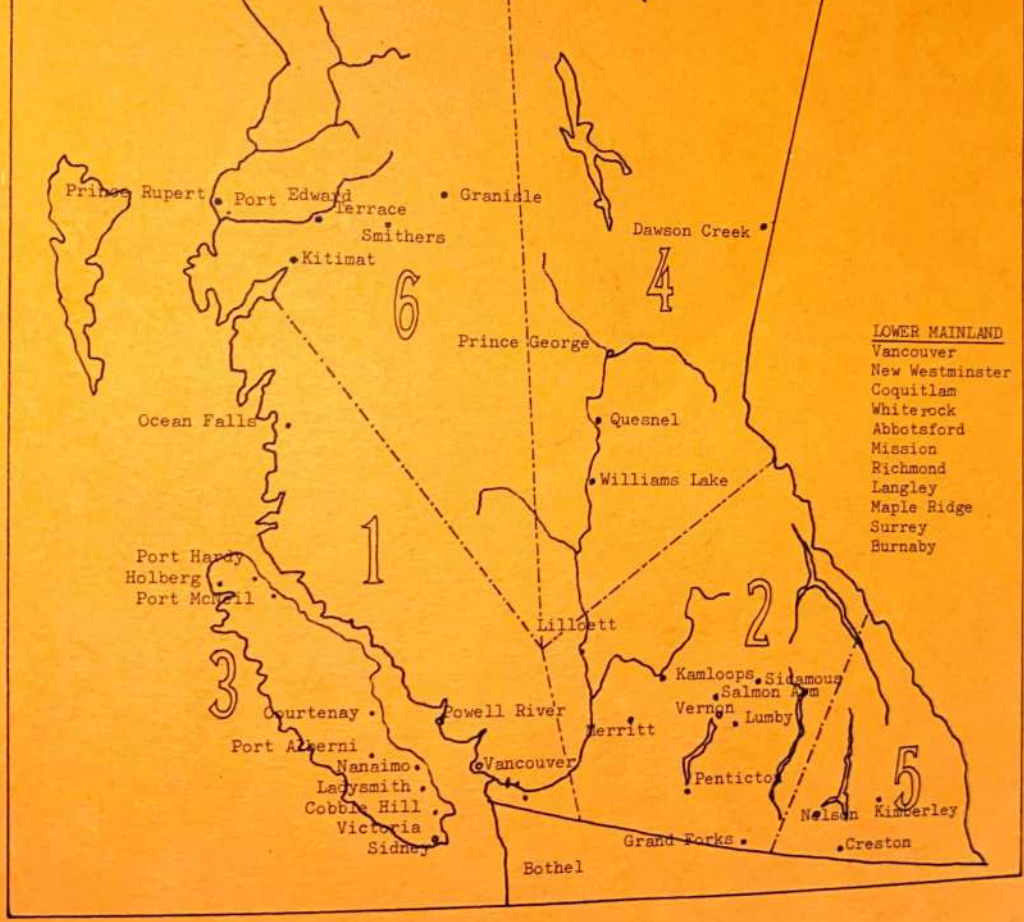 Prince Rupert
Port Edward
Terrace
Granisle
Smithers
Dawson Creek
Kitimat
4
6
LOWER MAINLAND
Vancouver
New Westminster
Coquitlam
Whiterock
Abbotsford
Mission
Richmond
Langley
Maple Ridge
Surrey
Burnaby
Prince George
Ocean Falls
Quesnel
Williams Lake
1
Port Hardy
Holberg
Port McNeil
2
Lilloett
3
Kamloops
Sicamous
Salmon Arm
Vernon
Lumby
Courtenay
Powell River
Merritt
Port Alberni
Nanaimo
Vancouver
5
Ladysmith
Penticton
Cobble Hill
Nelson
Kimberley
Victoria
Sidney
Grand Forks
Creston
Bothel